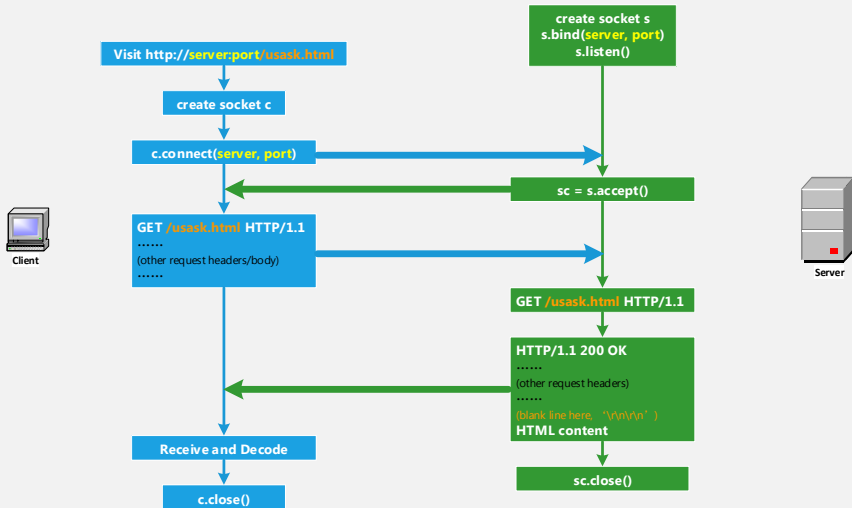 create socket s
s.bind(server, port)
s.listen()
Visit http://server:port/usask.html
create socket c
c.connect(server, port)
sc = s.accept()
GET /usask.html HTTP/1.1
......
(other request headers/body)
......
Client
Server
GET /usask.html HTTP/1.1
HTTP/1.1 200 OK
......
(other request headers)
......
(blank line here, ‘\r\n\r\n’)
HTML content
Receive and Decode
sc.close()
c.close()